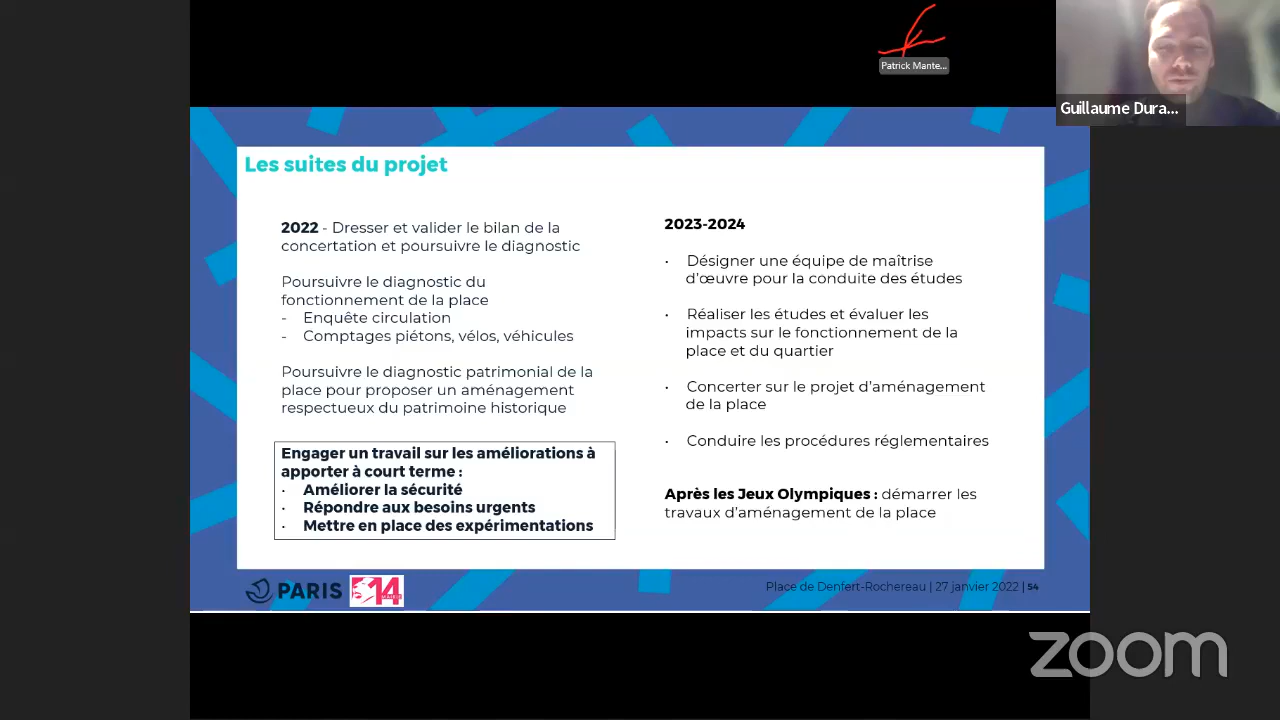 Patrick Mante...
Guillaume Dura...
Les suites du projet
2022 - Dresser et valider le bilan de la
concertation et poursuivre le diagnostic
Poursuivre le diagnostic du
fonctionnement de la place
- Enquête circulation
- Comptages piétons, vélos, véhicules
Poursuivre le diagnostic patrimonial de la
place pour proposer un aménagement
respectueux du patrimoine historique
Engager un travail sur les améliorations à
apporter à court terme :
· Améliorer la sécurité
· Répondre aux besoins urgents
· Mettre en place des expérimentations
2023-2024
• Désigner une équipe de maîtrise
d'œuvre pour la conduite des études
• Réaliser les études et évaluer les
impacts sur le fonctionnement de la
place et du quartier
• Concerter sur le projet d'aménagement
de la place
• Conduire les procédures réglementaires
Après les Jeux Olympiques : démarrer les
travaux d'aménagement de la place
PARIS
MAIRIE 14
Place de Denfert-Rochereau | 27 janvier 2022 | 54
zoom